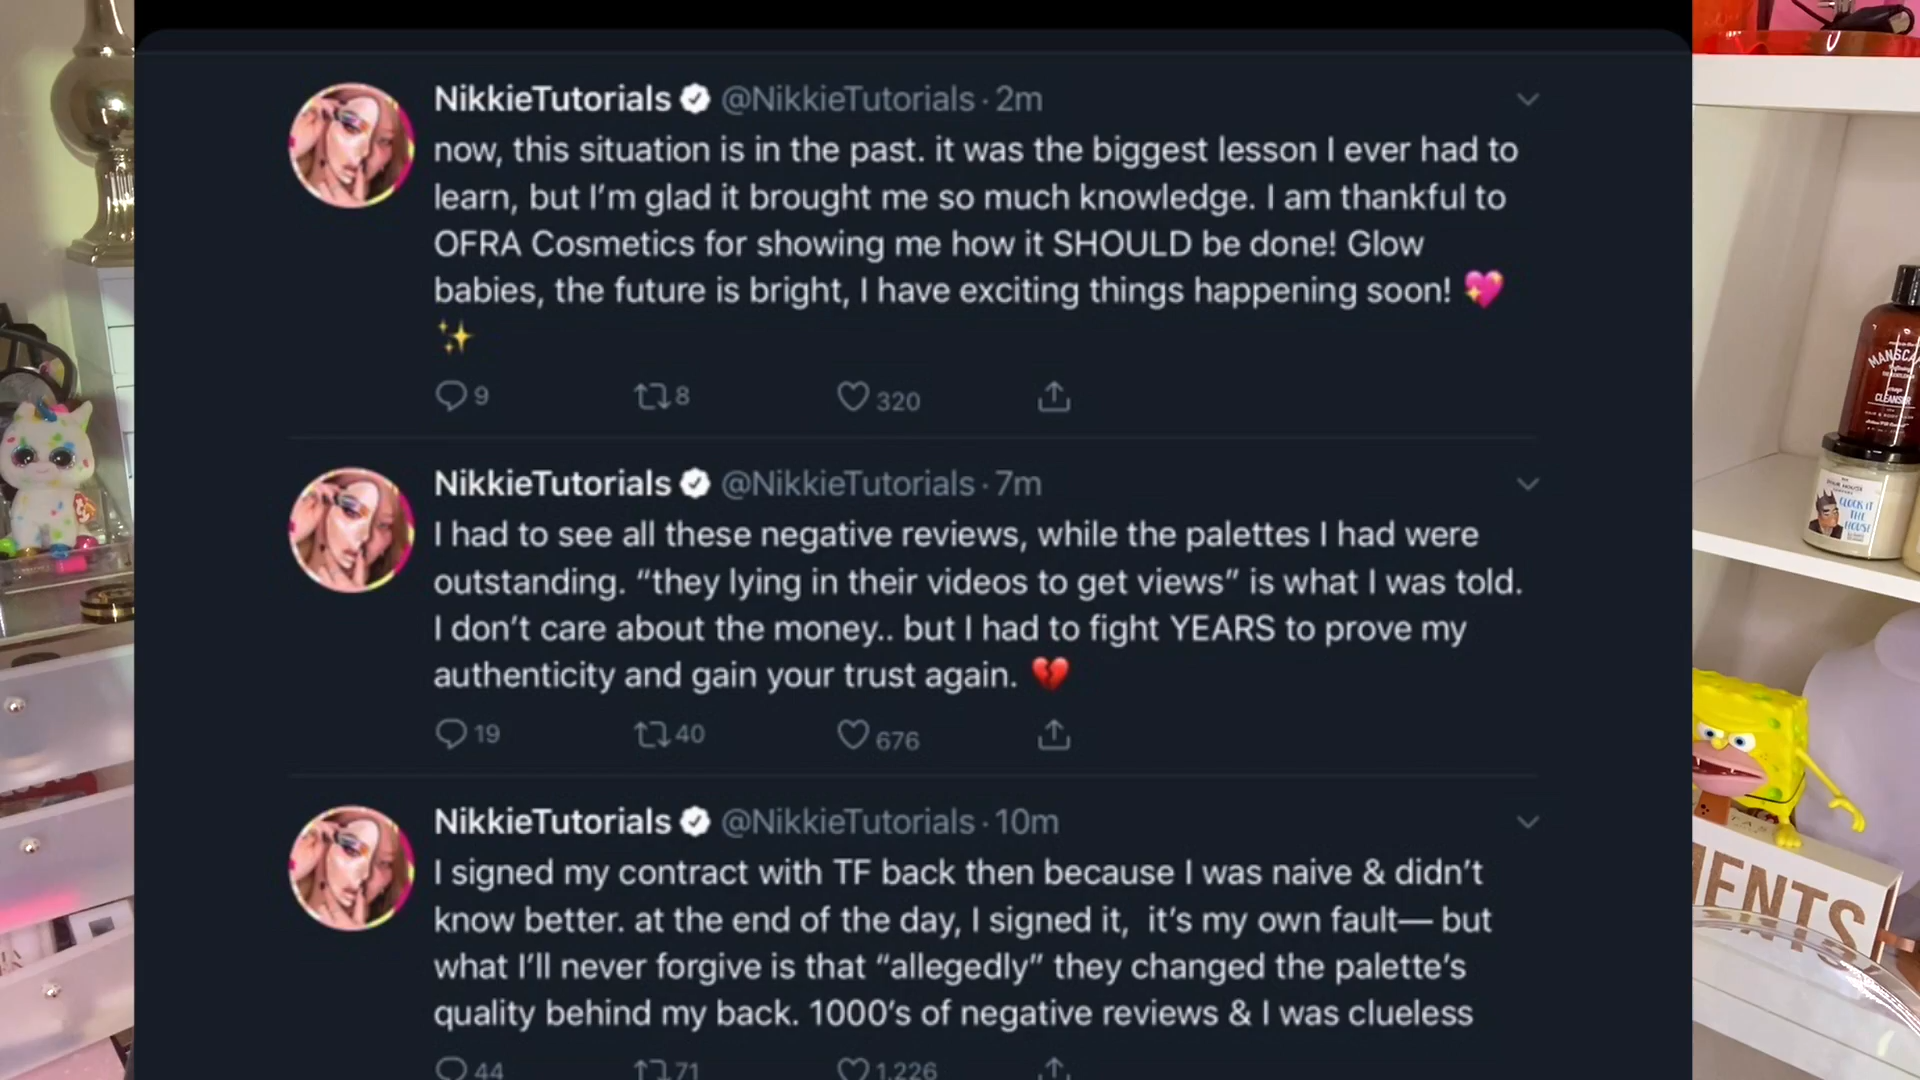 NikkieTutorials @NikkieTutorials · 2m
now, this situation is in the past. it was the biggest lesson I ever had to
learn, but I'm glad it brought me so much knowledge. I am thankful to
OFRA Cosmetics for showing me how it SHOULD be done! Glow
babies, the future is bright, I have exciting things happening soon! 💖
✨
9 8 320
NikkieTutorials @NikkieTutorials · 7m
I had to see all these negative reviews, while the palettes I had were
outstanding. “they lying in their videos to get views” is what I was told.
I don't care about the money.. but I had to fight YEARS to prove my
authenticity and gain your trust again. 💔
19 40 676
NikkieTutorials @NikkieTutorials · 10m
I signed my contract with TF back then because I was naive & didn't
know better. at the end of the day, I signed it, it's my own fault— but
what I'll never forgive is that “allegedly” they changed the palette's
quality behind my back. 1000's of negative reviews & I was clueless
44 71 1,226
MANSCA
CLEANSER
CLOCK IT
THE
HOUSE
MENTS